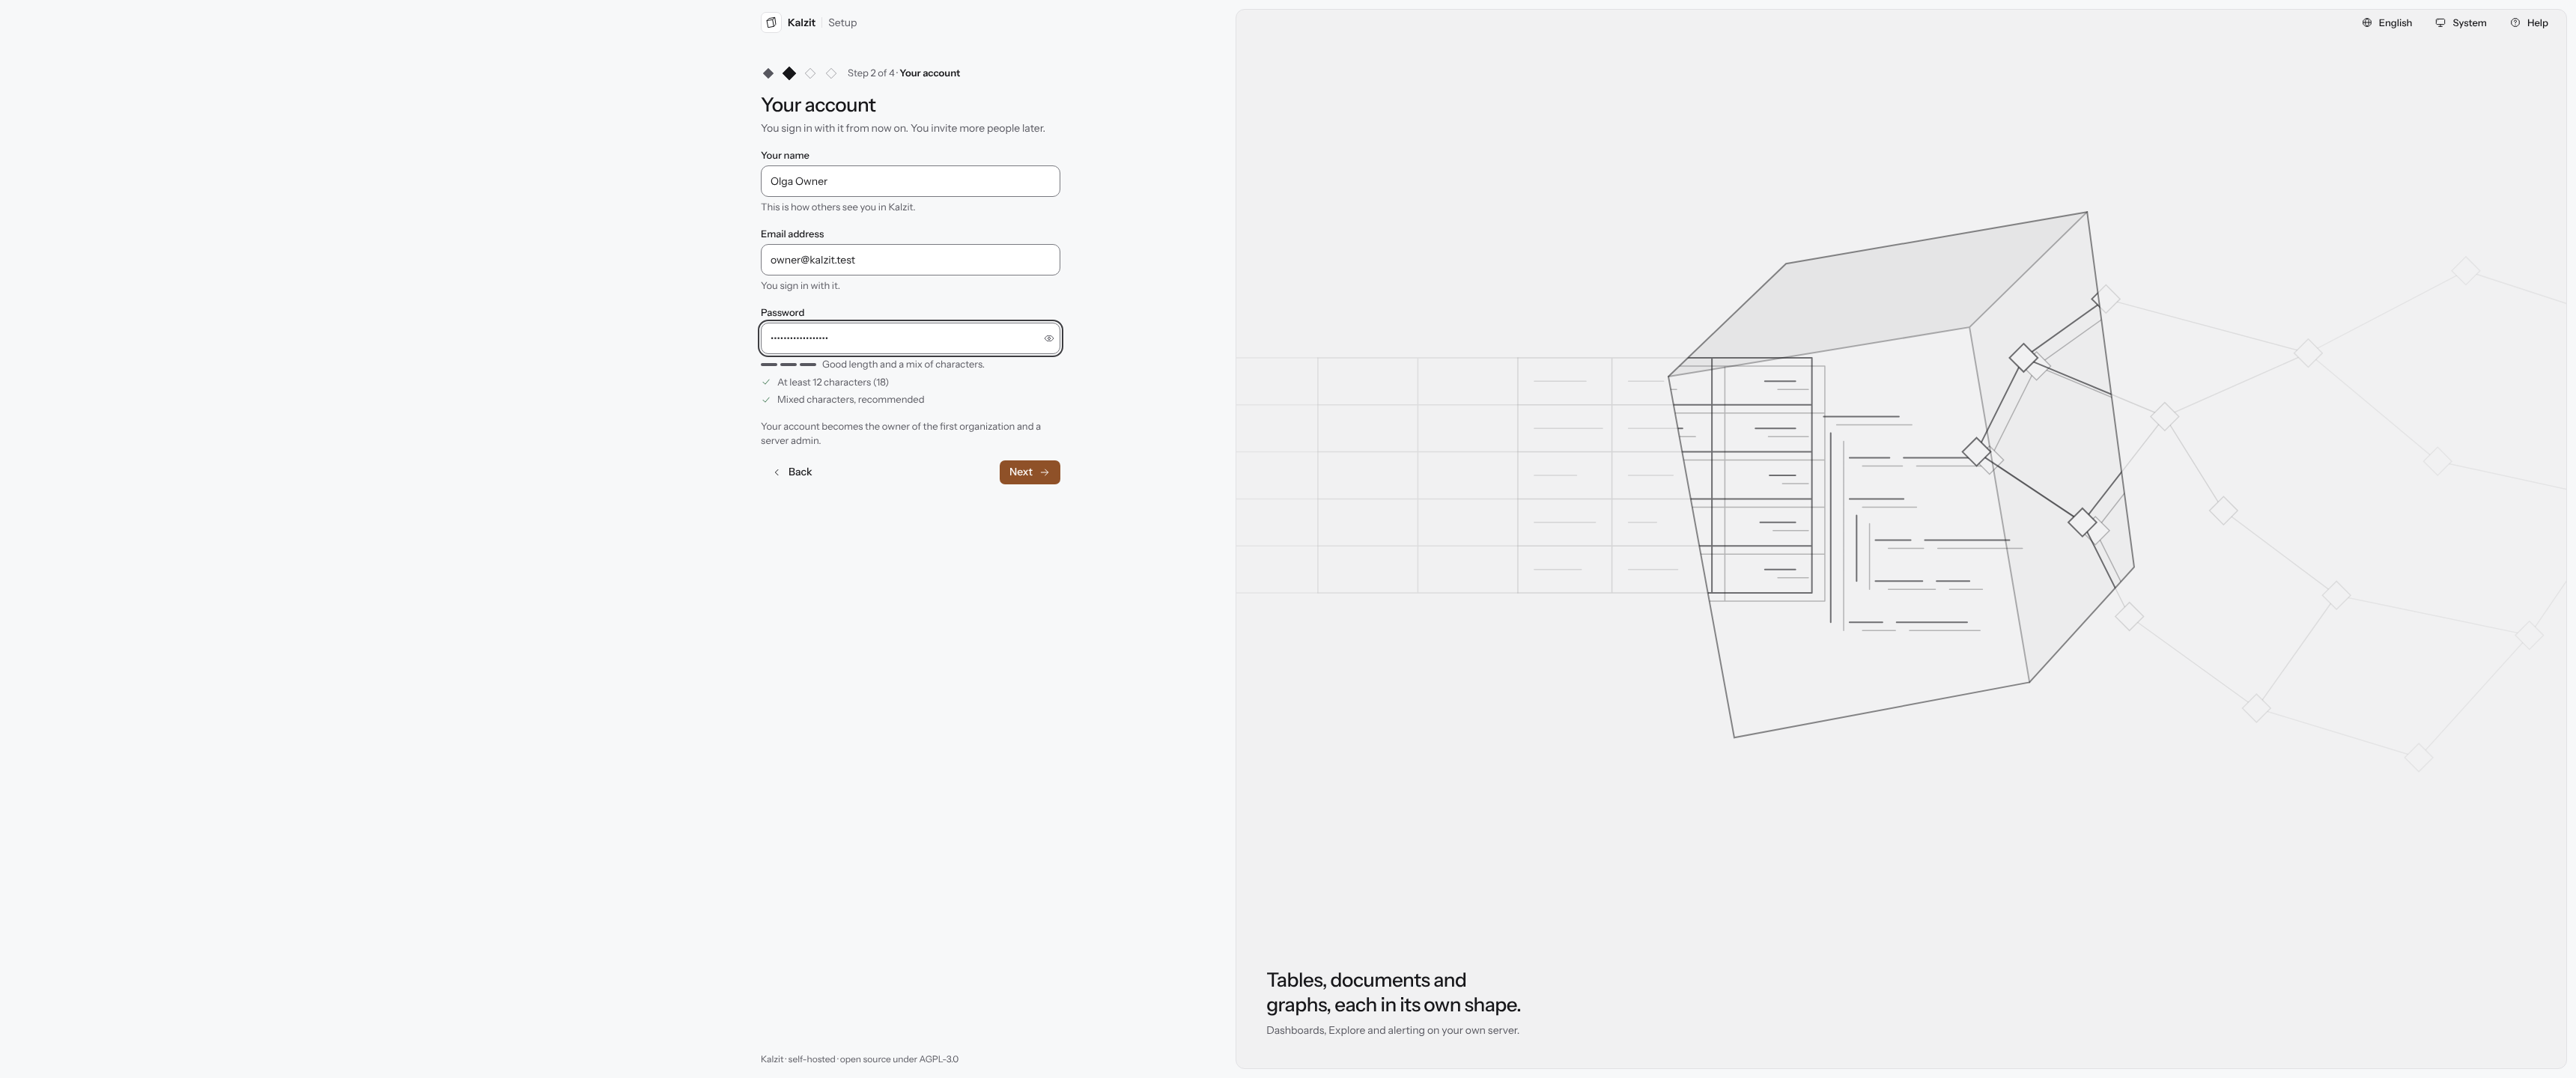 Kalzit Setup
English System Help
Step 2 of 4 · Your account
Your account
You sign in with it from now on. You invite more people later.
Your name
Olga Owner
This is how others see you in Kalzit.
Email address
owner@kalzit.test
You sign in with it.
Password
••••••••••••••••••
Good length and a mix of characters.
At least 12 characters (18)
Mixed characters, recommended
Your account becomes the owner of the first organization and a
server admin.
Back
Next
Tables, documents and
graphs, each in its own shape.
Dashboards, Explore and alerting on your own server.
Kalzit · self-hosted · open source under AGPL-3.0